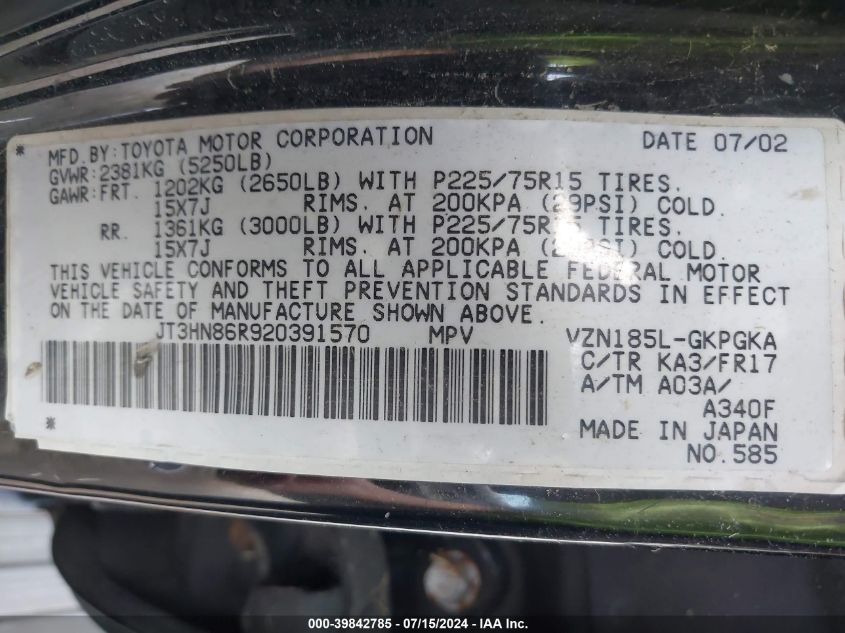 * MFD. BY: TOYOTA MOTOR CORPORATION DATE 07/02
GVWR: 2381KG (5250LB)
GAWR: FRT. 1202KG (2650LB) WITH P225/75R15 TIRES.
15X7J RIMS. AT 200KPA (29PSI) COLD.
RR. 1361KG (3000LB) WITH P225/75R15 TIRES.
15X7J RIMS. AT 200KPA (29PSI) COLD.
THIS VEHICLE CONFORMS TO ALL APPLICABLE FEDERAL MOTOR
VEHICLE SAFETY AND THEFT PREVENTION STANDARDS IN EFFECT
ON THE DATE OF MANUFACTURE SHOWN ABOVE.
JT3HN86R920391570 MPV VZN185L-GKPGKA
C/TR KA3/FR17
A/TM A03A/
A340F
* MADE IN JAPAN
NO.585
000-39842785 - 07/15/2024 - IAAI.com